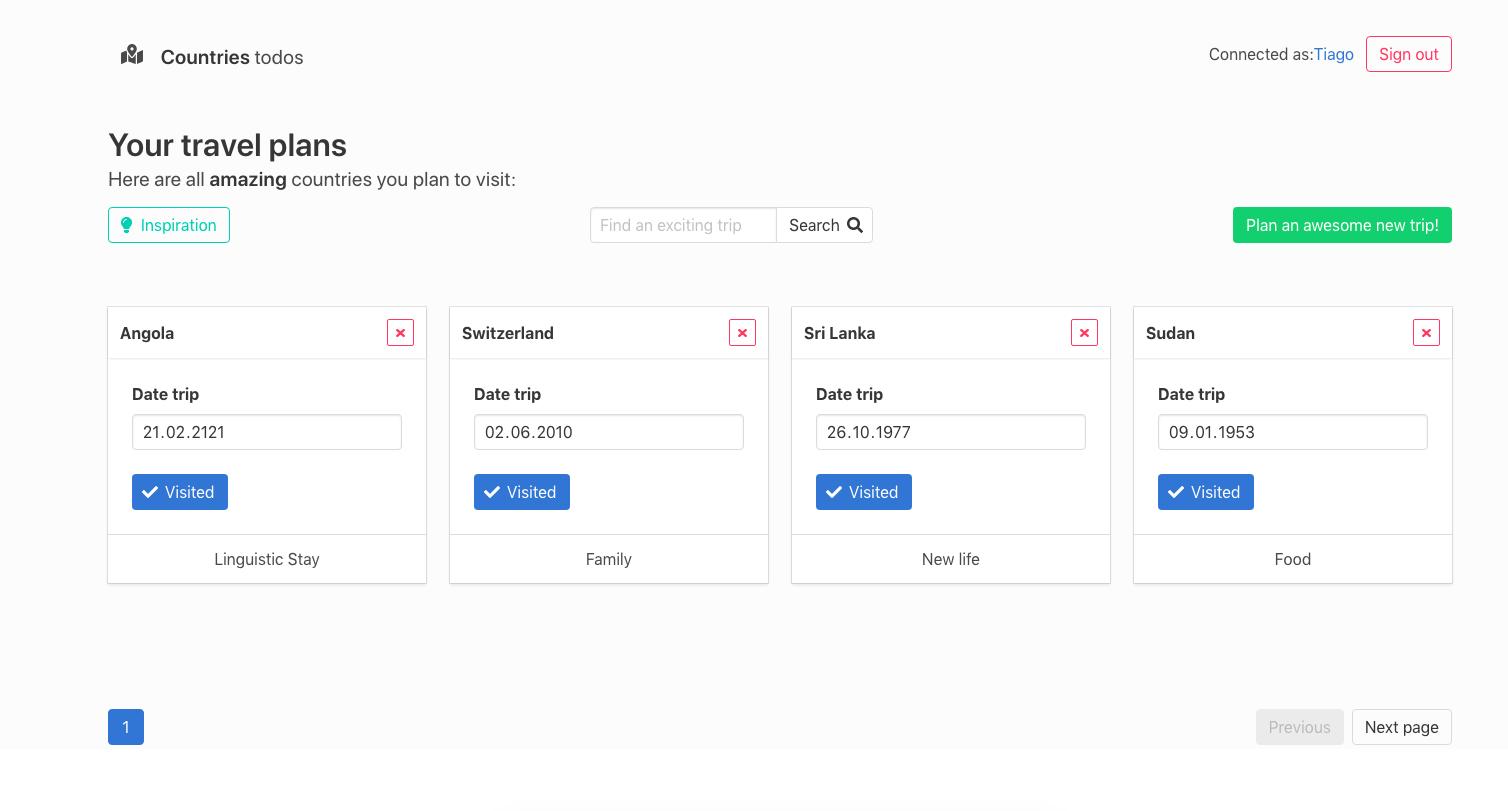 Countries todos
Connected as:Tiago
Sign out
Your travel plans
Here are all amazing countries you plan to visit:
Inspiration
Find an exciting trip
Search
Plan an awesome new trip!
Angola
Date trip
21.02.2121
Visited
Linguistic Stay
Switzerland
Date trip
02.06.2010
Visited
Family
Sri Lanka
Date trip
26.10.1977
Visited
New life
Sudan
Date trip
09.01.1953
Visited
Food
1
Previous
Next page